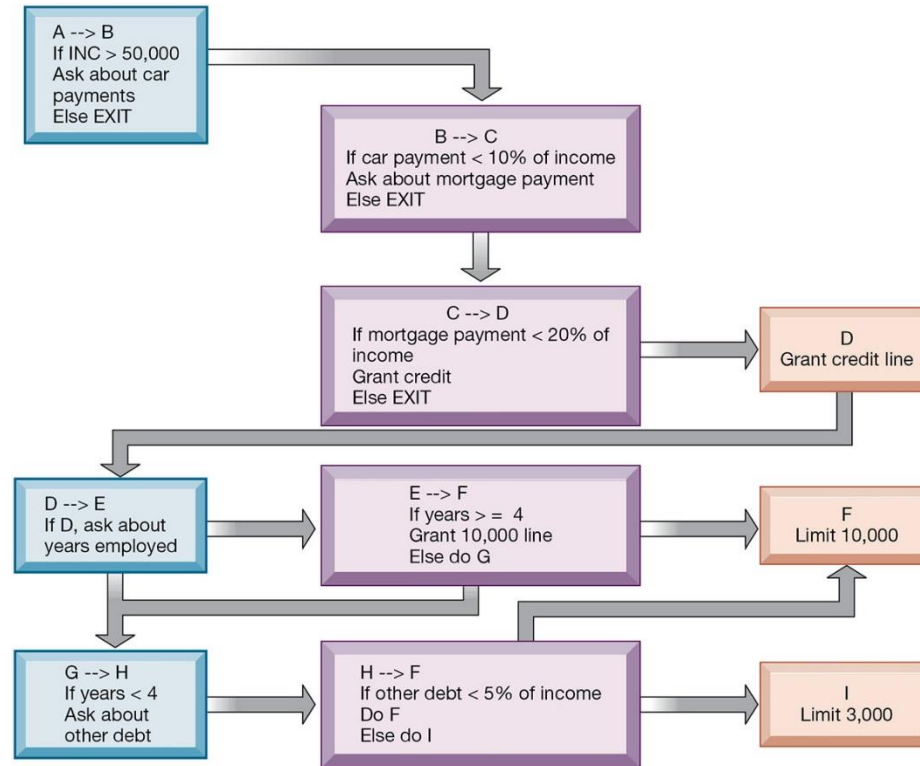 A --> B
If INC > 50,000
Ask about car
payments
Else EXIT
B --> C
If car payment < 10% of income
Ask about mortgage payment
Else EXIT
C --> D
If mortgage payment < 20% of
income
Grant credit
Else EXIT
D
Grant credit line
D --> E
If D, ask about
years employed
E --> F
If years > = 4
Grant 10,000 line
Else do G
F
Limit 10,000
G --> H
If years < 4
Ask about
other debt
H --> F
If other debt < 5% of income
Do F
Else do I
I
Limit 3,000